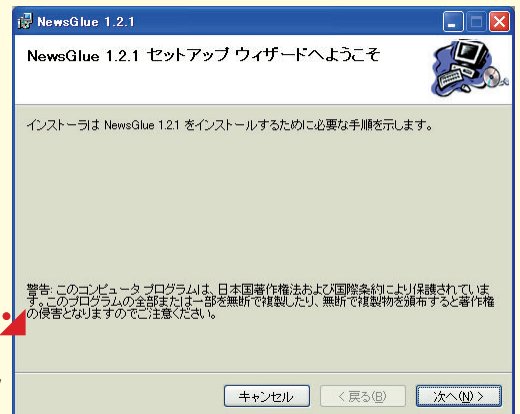 NewsGlue 1.2.1
NewsGlue 1.2.1 セットアップ ウィザードへようこそ
インストーラは NewsGlue 1.2.1 をインストールするために必要な手順を示します。
警告: このコンピュータ プログラムは、日本国著作権法および国際条約により保護されていま
す。このプログラムの全部または一部を無断で複製したり、無断で複製物を頒布すると著作権
の侵害となりますのでご注意ください。
キャンセル
< 戻る(B)
次へ(N) >